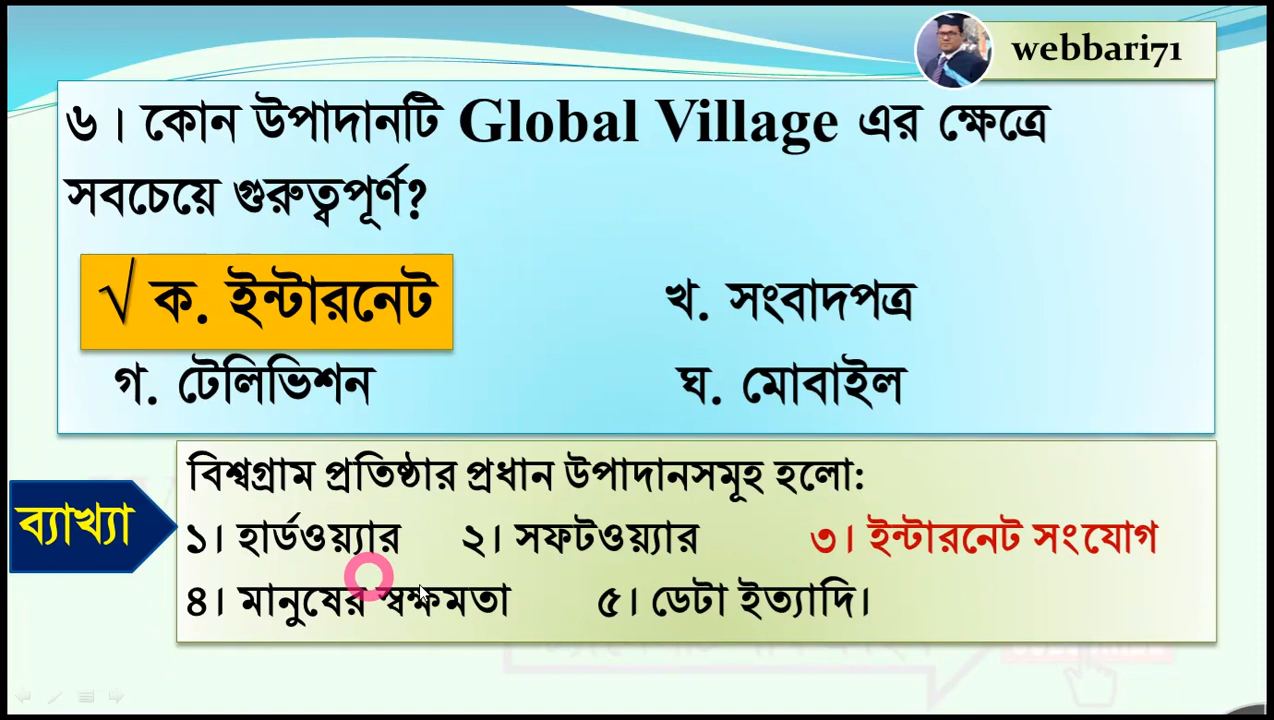 webbari71
৬। কোন উপাদানটি Global Village এর ক্ষেত্রে
সবচেয়ে গুরুত্বপূর্ণ?
√ ক. ইন্টারনেট খ. সংবাদপত্র
গ. টেলিভিশন ঘ. মোবাইল
ব্যাখ্যা
বিশ্বগ্রাম প্রতিষ্ঠার প্রধান উপাদানসমূহ হলো:
১। হার্ডওয়্যার ২। সফটওয়্যার ৩। ইন্টারনেট সংযোগ
৪। মানুষের স্বক্ষমতা ৫। ডেটা ইত্যাদি।